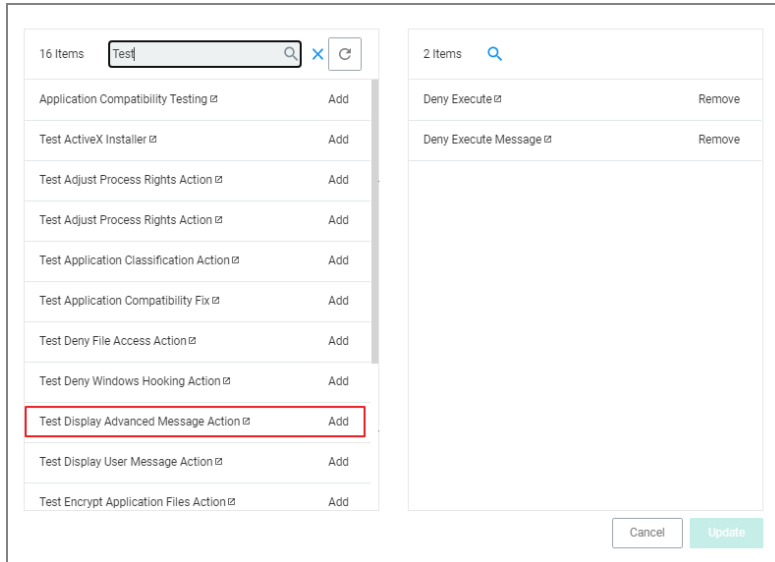 16 Items Test
Application Compatibility Testing Add
Test ActiveX Installer Add
Test Adjust Process Rights Action Add
Test Adjust Process Rights Action Add
Test Application Classification Action Add
Test Application Compatibility Fix Add
Test Deny File Access Action Add
Test Deny Windows Hooking Action Add
Test Display Advanced Message Action Add
Test Display User Message Action Add
Test Encrypt Application Files Action Add
2 Items
Deny Execute Remove
Deny Execute Message Remove
Cancel Update